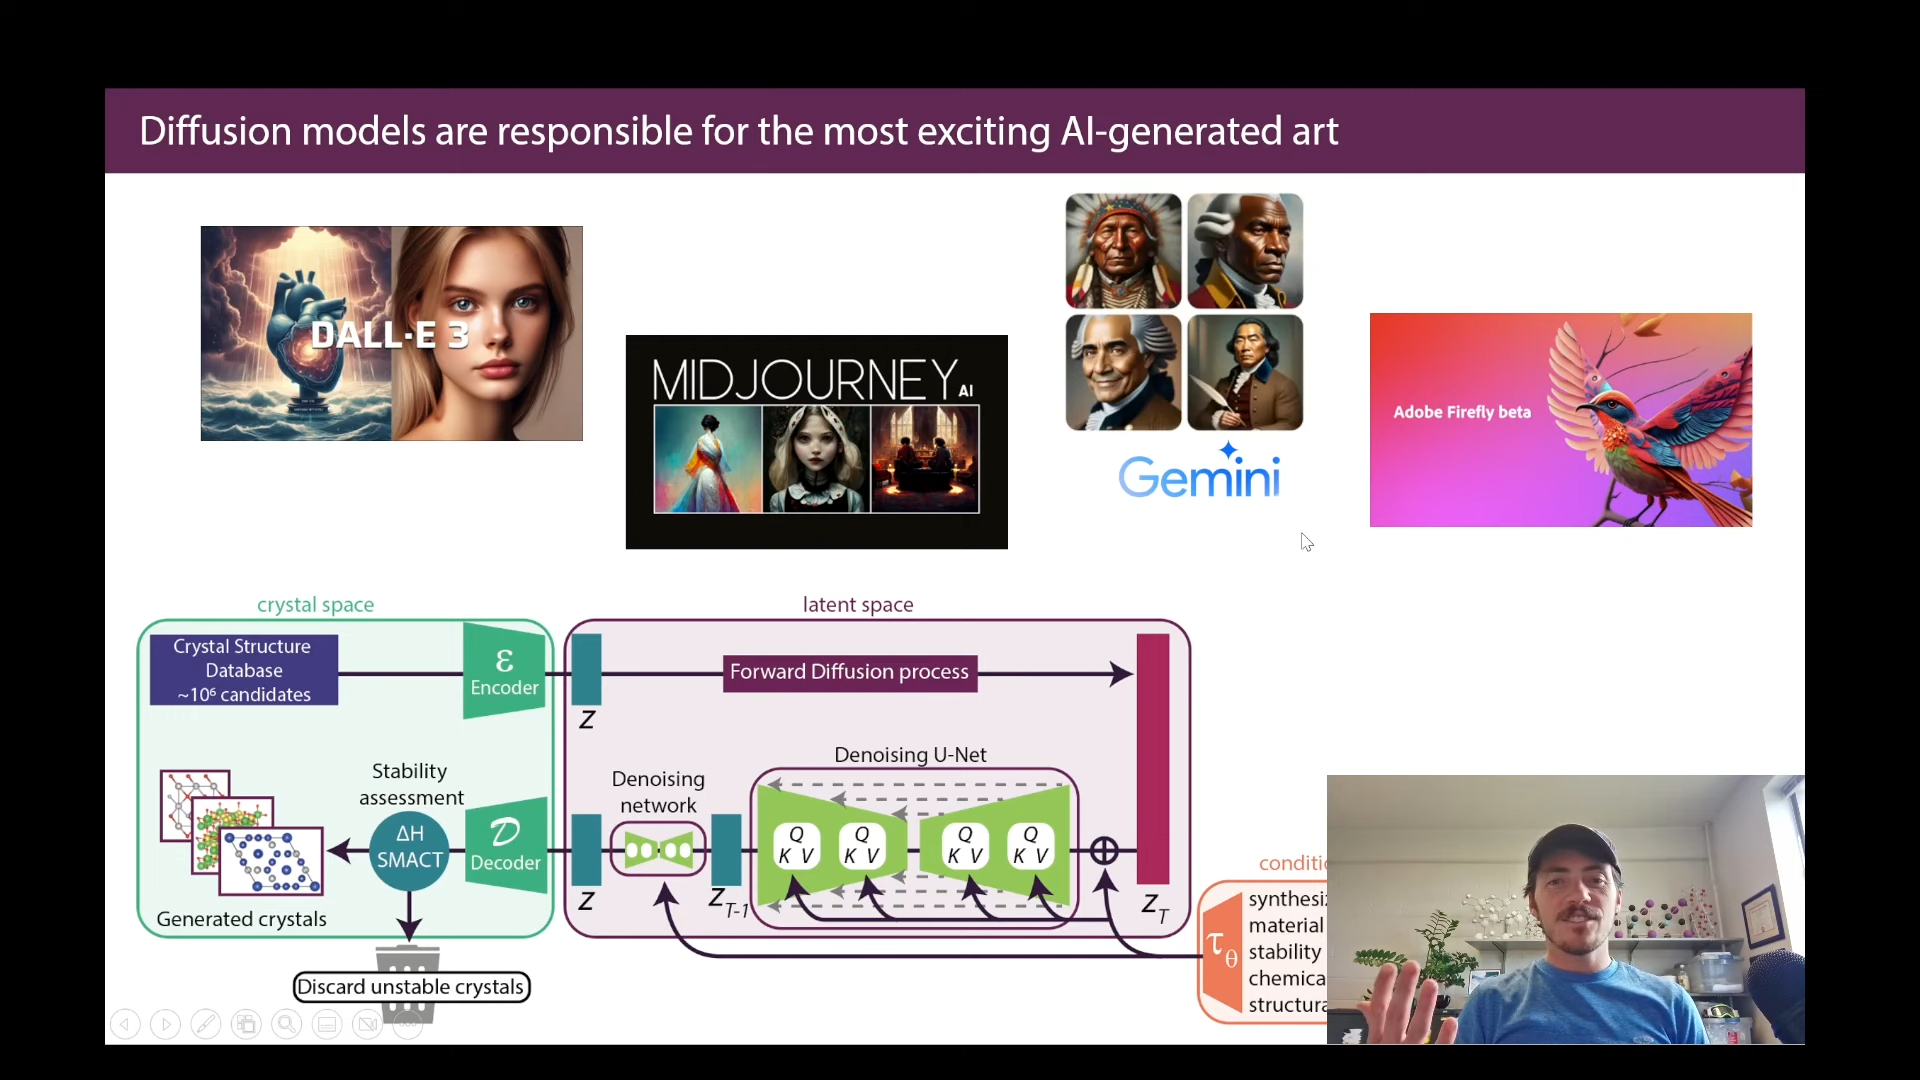 Diffusion models are responsible for the most exciting AI-generated art
DALL·E 3
MIDJOURNEY AI
Gemini
Adobe Firefly beta
crystal space
latent space
Crystal Structure
Database
~10⁶ candidates
ε
Encoder
z
Forward Diffusion process
Denoising U-Net
Denoising
network
Stability
assessment
ΔH
SMACT
D
Decoder
z
z_{T-1}
Q
K V
Q
K V
Q
K V
Q
K V
z_T
Generated crystals
Discard unstable crystals
conditio
τ_θ
synthesiz
material
stability
chemica
structura